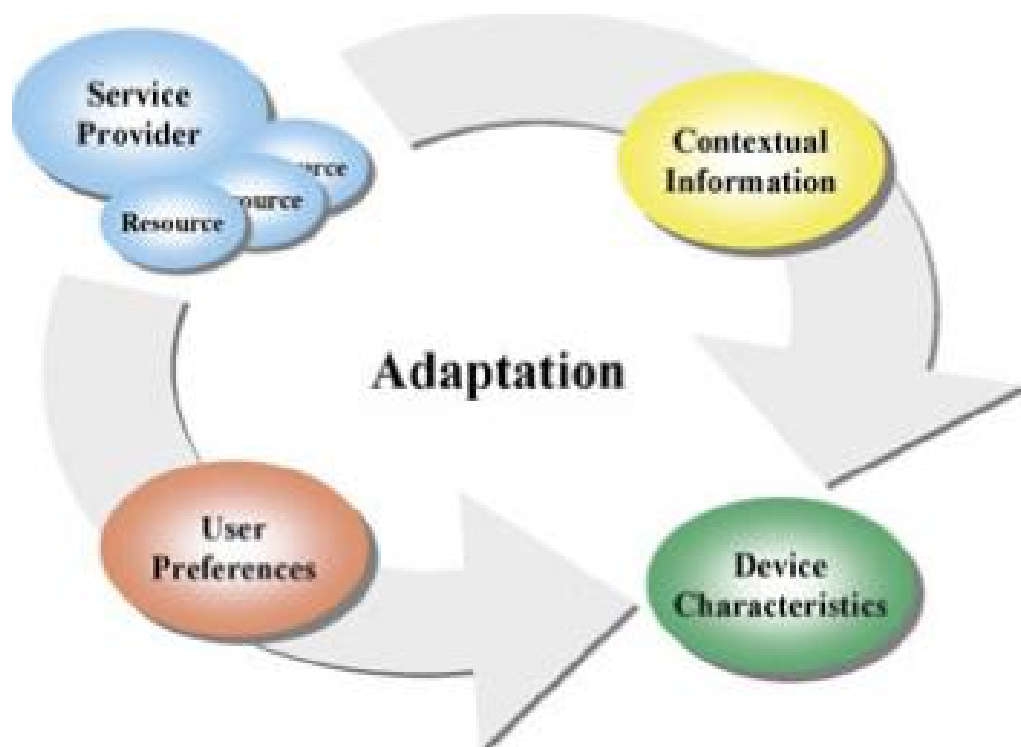 Service
Provider
Resource
Contextual
Information
Adaptation
User
Preferences
Device
Characteristics